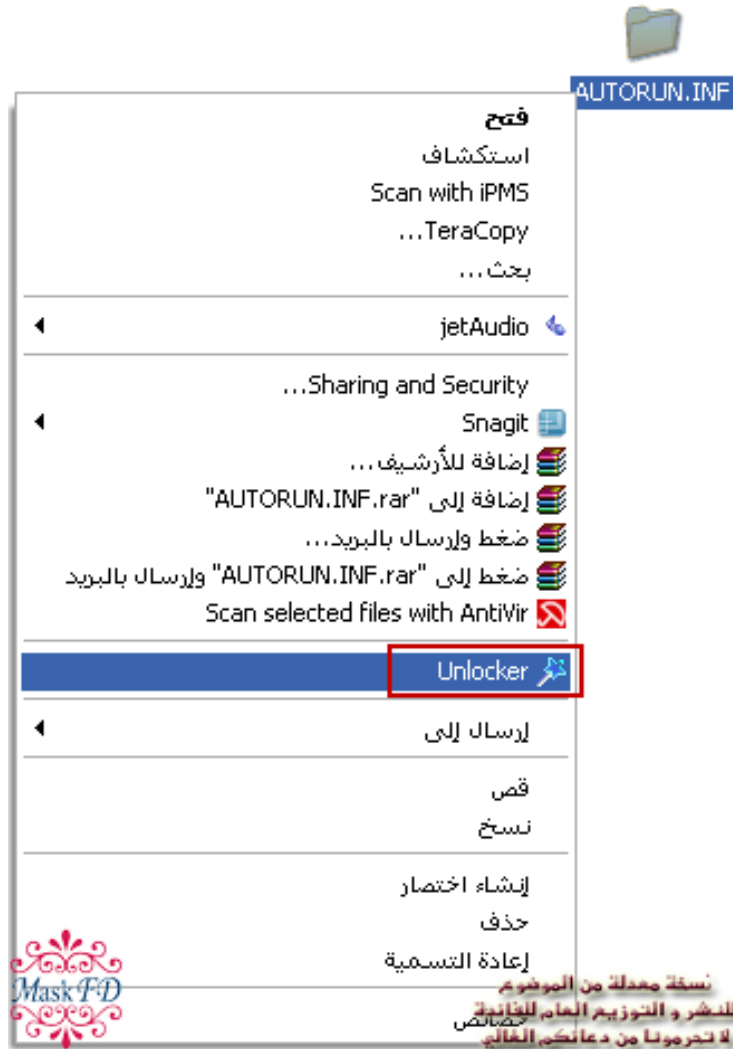 AUTORUN.INF
فتح
استكشاف
Scan with iPMS
TeraCopy...
بحث...
jetAudio
Sharing and Security...
Snagit
إضافة للأرشيف...
إضافة إلى "AUTORUN.INF.rar"
ضغط وإرسال بالبريد...
ضغط إلى "AUTORUN.INF.rar" وإرسال بالبريد
Scan selected files with AntiVir
Unlocker
إرسال إلى
قص
نسخ
إنشاء اختصار
حذف
إعادة التسمية
خصائص
Mask FD
نسخة معدلة من الموضوع
للنشر و التوزيع العام للفائدة
لا تحرمونا من دعائكم الغالي